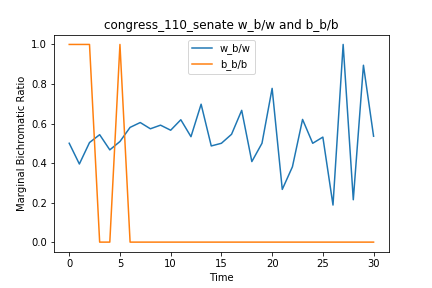 congress_110_senate w_b/w and b_b/b
w_b/w
b_b/b
Marginal Bichromatic Ratio
1.0
0.8
0.6
0.4
0.2
0.0
0 5 10 15 20 25 30
Time